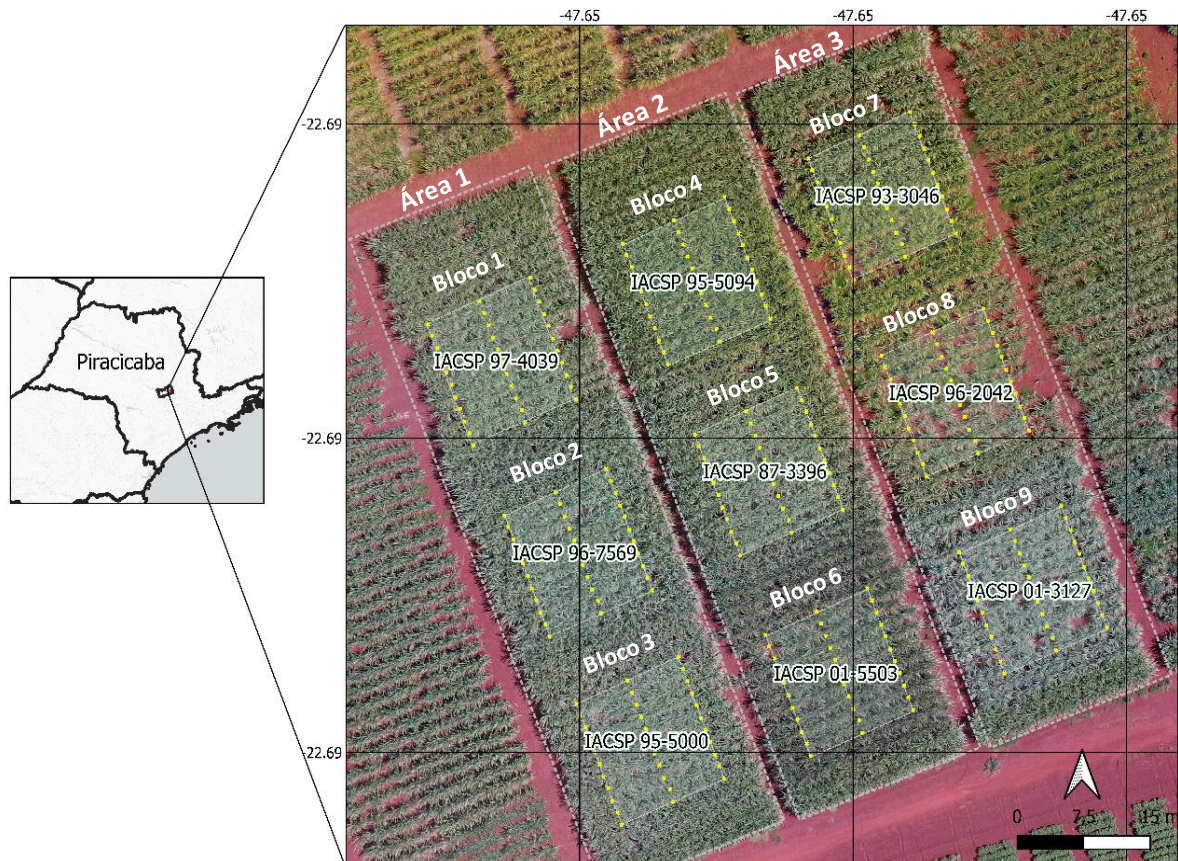 -47.65
-47.65
-47.65
Área 3
Área 2
Área 1
-22.69
-22.69
-22.69
Piracicaba
Bloco 1
IACSP 97-4039
Bloco 2
IACSP 96-7569
Bloco 3
IACSP 95-5000
Bloco 4
IACSP 95-5094
Bloco 5
IACSP 87-3396
Bloco 6
IACSP 01-5503
Bloco 7
IACSP 93-3046
Bloco 8
IACSP 96-2042
Bloco 9
IACSP 01-3127
0 7,5 15 m